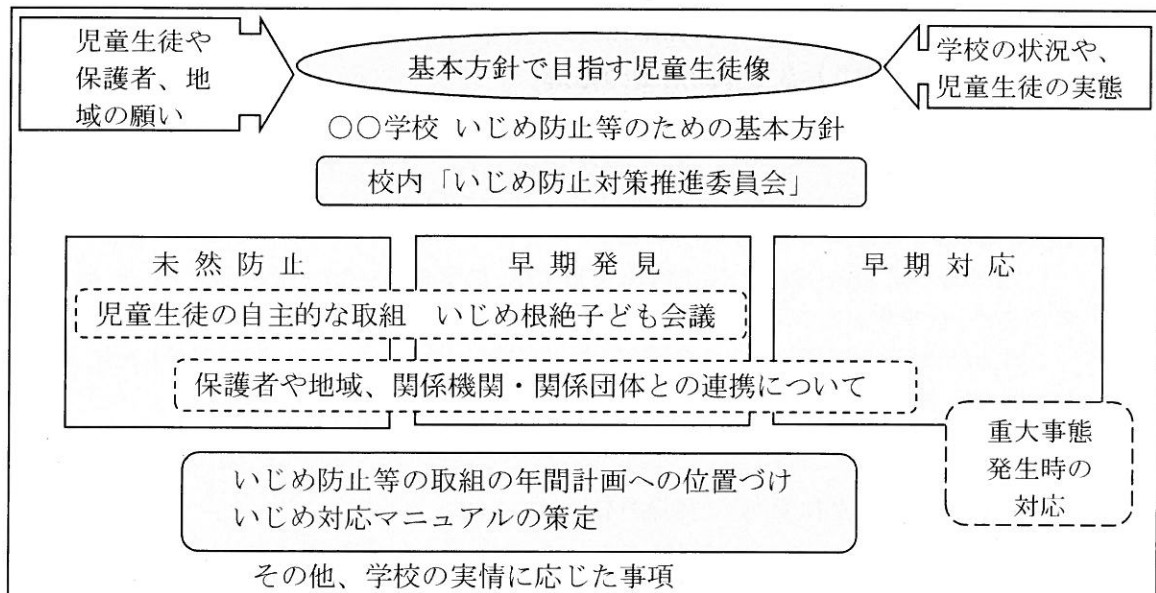 児童生徒や
保護者、地
域の願い
基本方針で目指す児童生徒像
学校の状況や、
児童生徒の実態
○○学校 いじめ防止等のための基本方針
校内「いじめ防止対策推進委員会」
未然防止
早期発見
早期対応
児童生徒の自主的な取組 いじめ根絶子ども会議
保護者や地域、関係機関・関係団体との連携について
重大事態
発生時の
対応
いじめ防止等の取組の年間計画への位置づけ
いじめ対応マニュアルの策定
その他、学校の実情に応じた事項